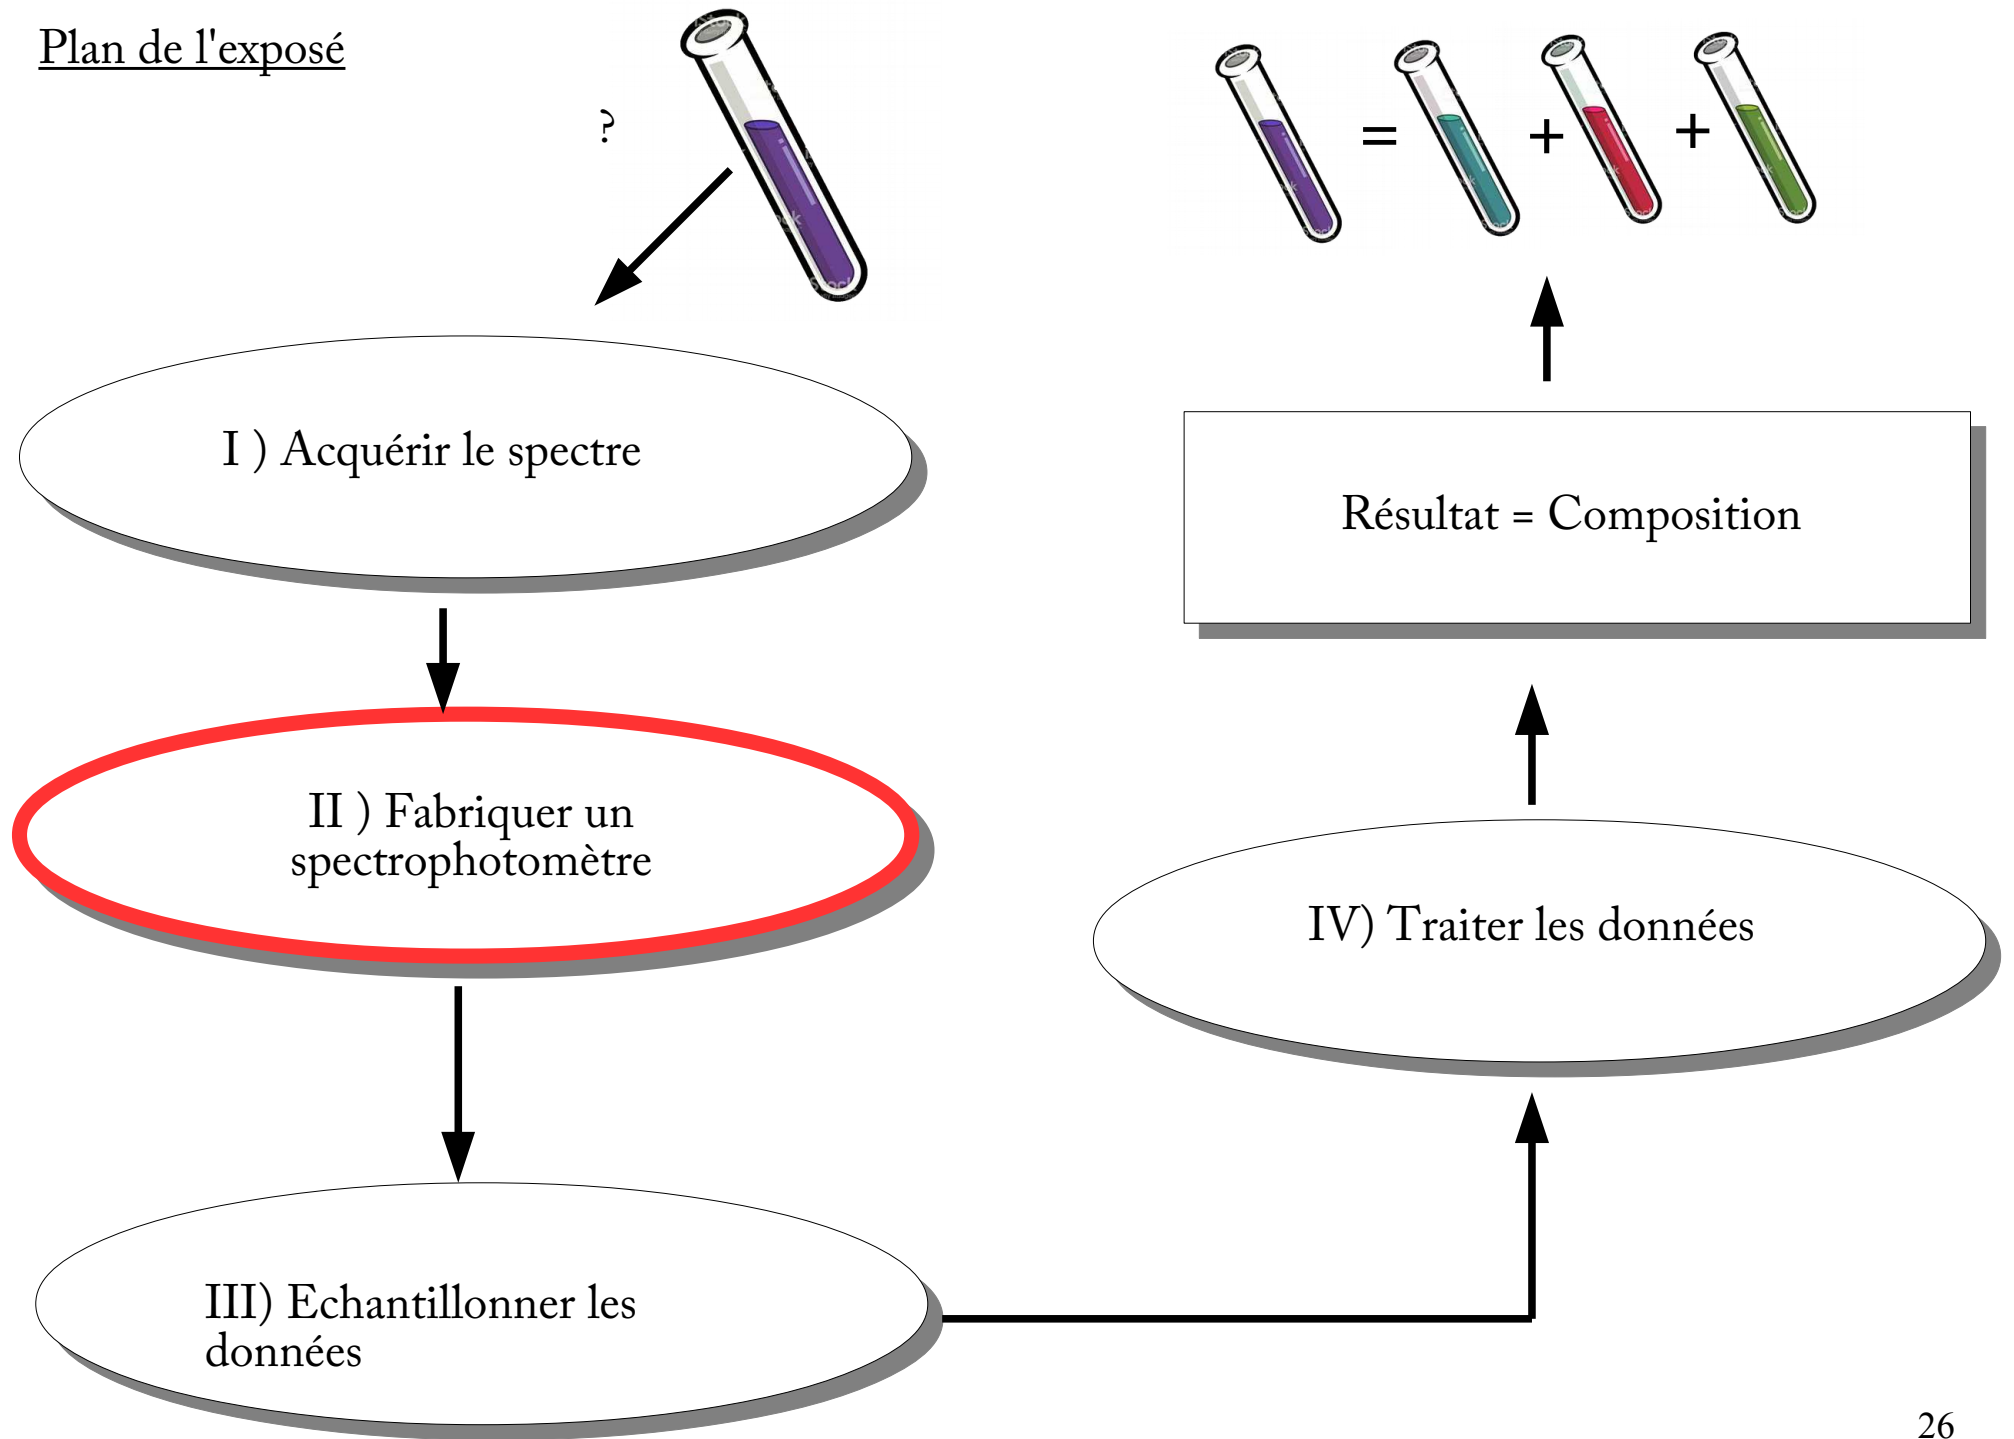 Plan de l'exposé
?
= + +
I ) Acquérir le spectre
II ) Fabriquer un
spectrophotomètre
III) Echantillonner les
données
IV) Traiter les données
Résultat = Composition
26